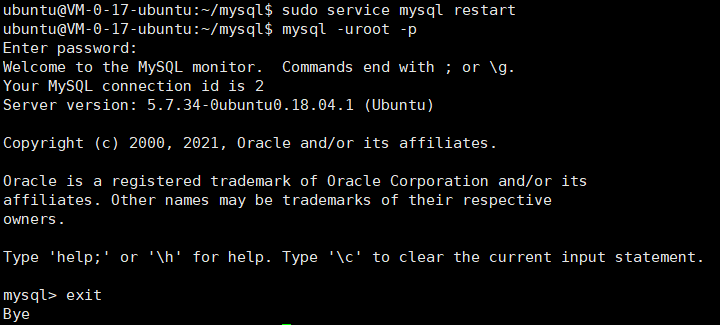 ubuntu@VM-0-17-ubuntu:~/mysql$ sudo service mysql restart
ubuntu@VM-0-17-ubuntu:~/mysql$ mysql -uroot -p
Enter password:
Welcome to the MySQL monitor.  Commands end with ; or \g.
Your MySQL connection id is 2
Server version: 5.7.34-0ubuntu0.18.04.1 (Ubuntu)

Copyright (c) 2000, 2021, Oracle and/or its affiliates.

Oracle is a registered trademark of Oracle Corporation and/or its
affiliates. Other names may be trademarks of their respective
owners.

Type 'help;' or '\h' for help. Type '\c' to clear the current input statement.

mysql> exit
Bye